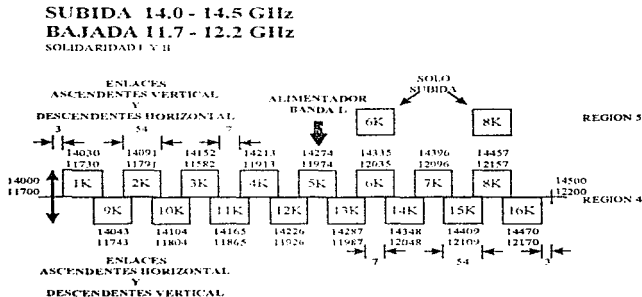 SUBIDA 14.0 - 14.5 GHz
BAJADA 11.7 - 12.2 GHz
SOLIDARIDAD I Y II
ENLACES
ASCENDENTES VERTICAL
Y
DESCENDENTES HORIZONTAL
ALIMENTADOR
BANDA L
SOLO
SUBIDA
6K 8K REGION 5
3 54 7
14030 14091 14152 14213 14274 14335 14396 14457
11730 11791 11582 11913 11974 12035 12096 12157
14000
11700
1K 2K 3K 4K 5K 6K 7K 8K
14500
12200
REGION 4
9K 10K 11K 12K 13K 14K 15K 16K
14043 14104 14165 14226 14287 14348 14409 14470
11743 11804 11865 11926 11987 12048 12109 12170
7 54 3
ENLACES
ASCENDENTES HORIZONTAL
Y
DESCENDENTES VERTICAL